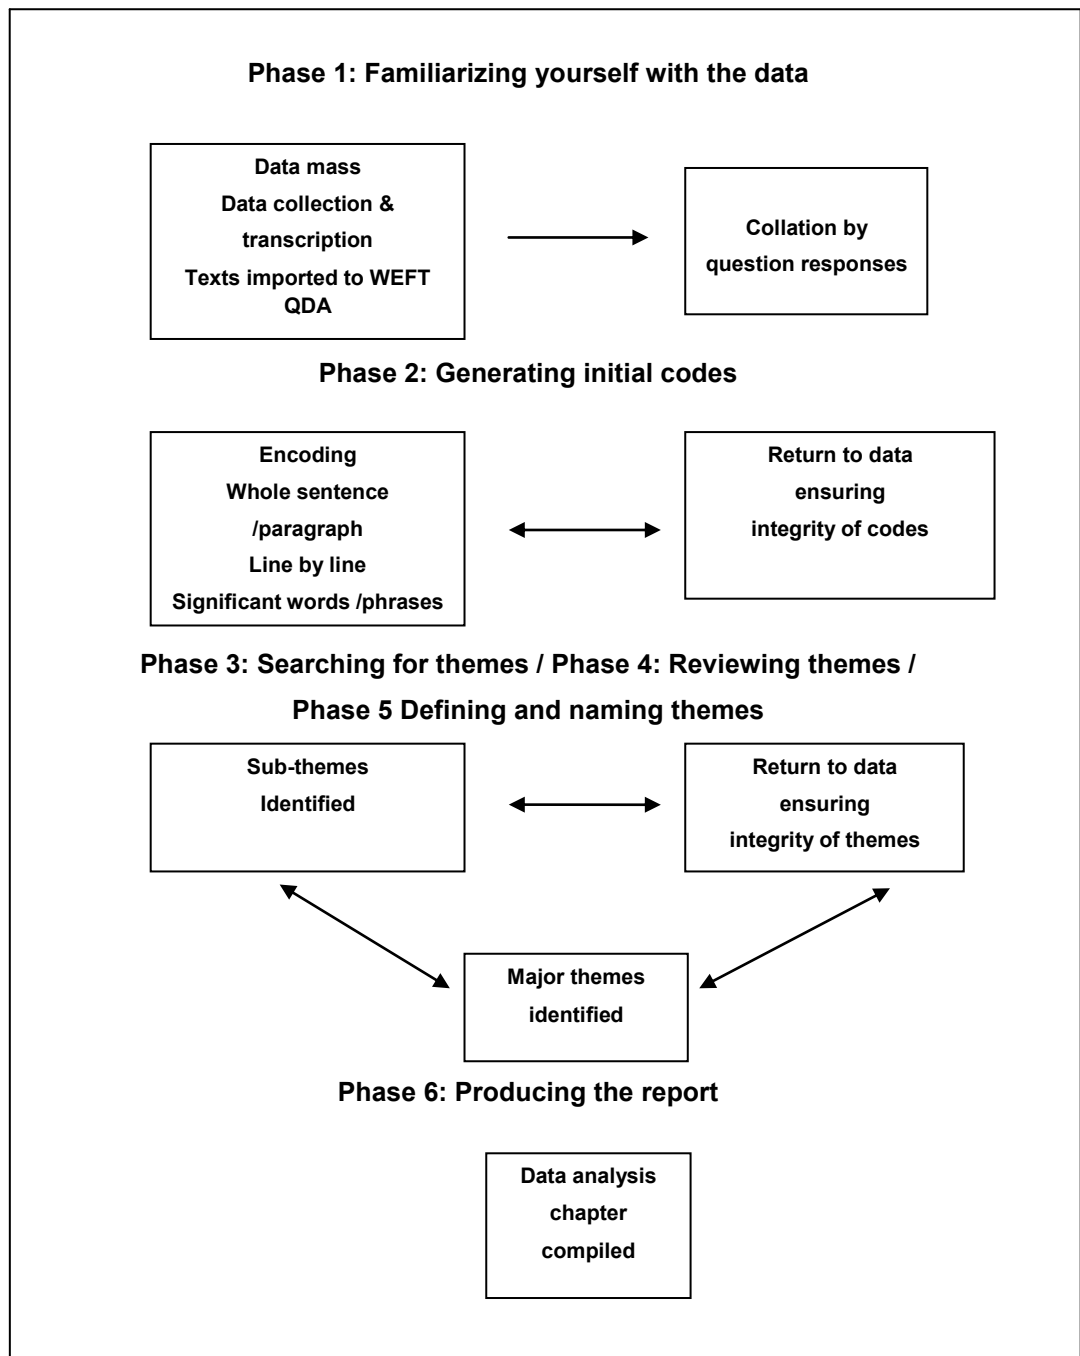 Phase 1: Familiarizing yourself with the data
Data mass
Data collection &
transcription
Texts imported to WEFT
QDA
Collation by
question responses
Phase 2: Generating initial codes
Encoding
Whole sentence
/paragraph
Line by line
Significant words /phrases
Return to data
ensuring
integrity of codes
Phase 3: Searching for themes / Phase 4: Reviewing themes /
Phase 5 Defining and naming themes
Sub-themes
Identified
Return to data
ensuring
integrity of themes
Major themes
identified
Phase 6: Producing the report
Data analysis
chapter
compiled